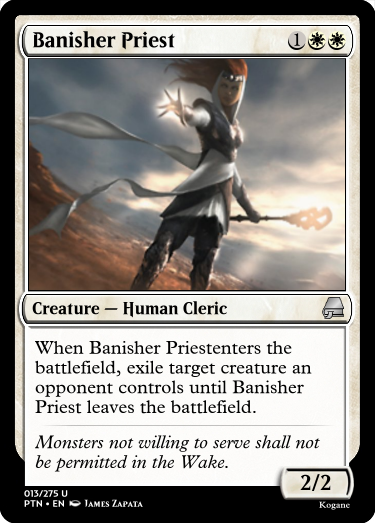 Banisher Priest 1
Creature — Human Cleric
When Banisher Priestenters the
battlefield, exile target creature an
opponent controls until Banisher
Priest leaves the battlefield.
Monsters not willing to serve shall not
be permitted in the Wake.
2/2
013/275 U
PTN • EN James Zapata
Kogane